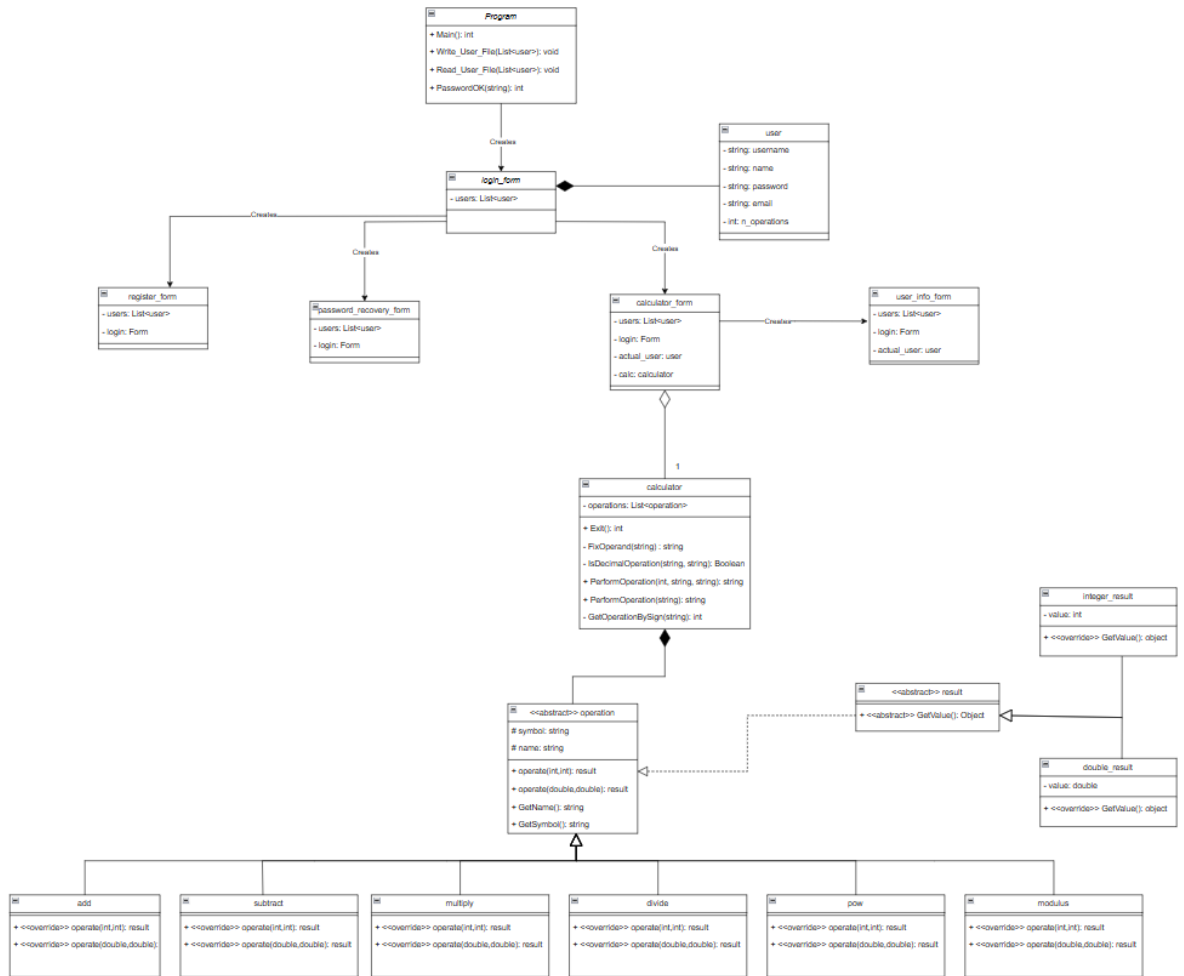 Program
+ Main(): int
+ Write_User_File(List<user>): void
+ Read_User_File(List<user>): void
+ PasswordOK(string): int
Creates
user
- string: username
- string: name
- string: password
- string: email
- int: n_operations
login_form
- users: List<user>
Creates
Creates
Creates
register_form
- users: List<user>
- login: Form
password_recovery_form
- users: List<user>
- login: Form
calculator_form
- users: List<user>
- login: Form
- actual_user: user
- calc: calculator
Creates
user_info_form
- users: List<user>
- login: Form
- actual_user: user
1
calculator
- operations: List<operation>
+ Exit(): int
- FixOperand(string) : string
- IsDecimalOperation(string, string): Boolean
+ PerformOperation(int, string, string): string
+ PerformOperation(string): string
- GetOperationBySign(string): int
integer_result
- value: int
+ <<override>> GetValue(): object
<<abstract>> result
+ <<abstract>> GetValue(): Object
double_result
- value: double
+ <<override>> GetValue(): object
<<abstract>> operation
# symbol: string
# name: string
+ operate(int,int): result
+ operate(double,double): result
+ GetName(): string
+ GetSymbol(): string
add
+ <<override>> operate(int,int): result
+ <<override>> operate(double,double):
subtract
+ <<override>> operate(int,int): result
+ <<override>> operate(double,double): result
multiply
+ <<override>> operate(int,int): result
+ <<override>> operate(double,double): result
divide
+ <<override>> operate(int,int): result
+ <<override>> operate(double,double): result
pow
+ <<override>> operate(int,int): result
+ <<override>> operate(double,double): result
modulus
+ <<override>> operate(int,int): result
+ <<override>> operate(double,double): result